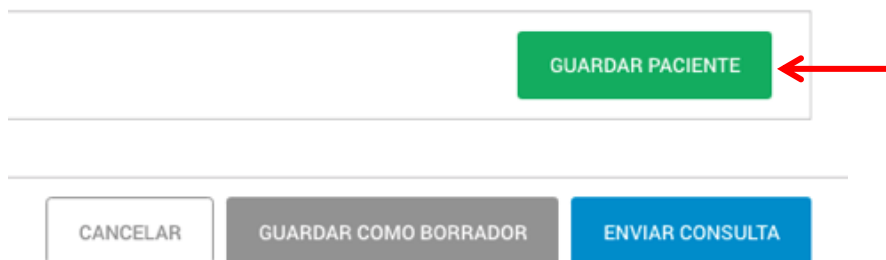 GUARDAR PACIENTE
CANCELAR GUARDAR COMO BORRADOR ENVIAR CONSULTA